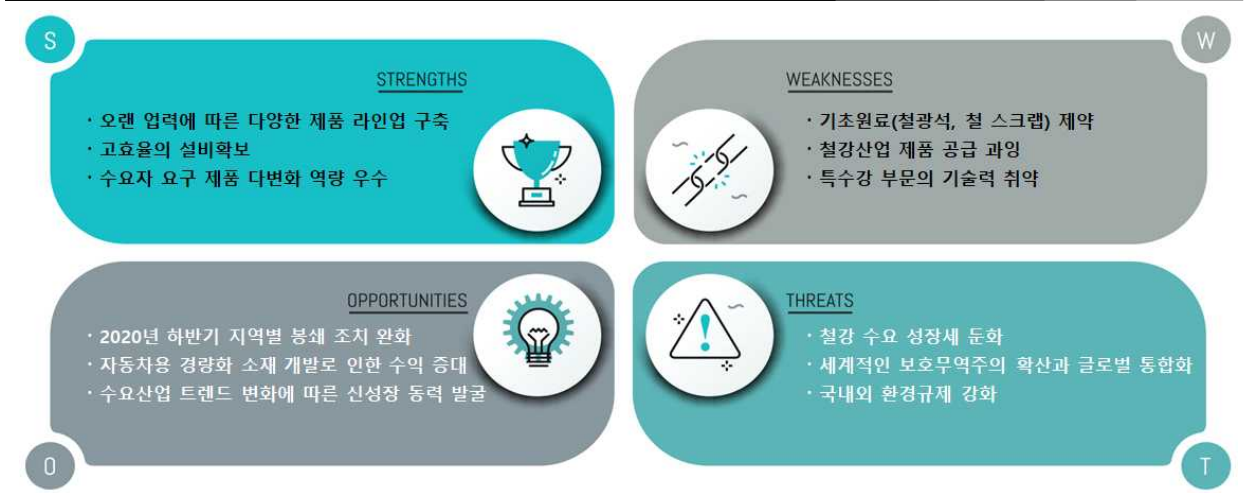 S
STRENGTHS
· 오랜 업력에 따른 다양한 제품 라인업 구축
· 고효율의 설비확보
· 수요자 요구 제품 다변화 역량 우수
W
WEAKNESSES
· 기초원료(철광석, 철 스크랩) 제약
· 철강산업 제품 공급 과잉
· 특수강 부문의 기술력 취약
OPPORTUNITIES
· 2020년 하반기 지역별 봉쇄 조치 완화
· 자동차용 경량화 소재 개발로 인한 수익 증대
· 수요산업 트렌드 변화에 따른 신성장 동력 발굴
O
THREATS
· 철강 수요 성장세 둔화
· 세계적인 보호무역주의 확산과 글로벌 통합화
· 국내외 환경규제 강화
T